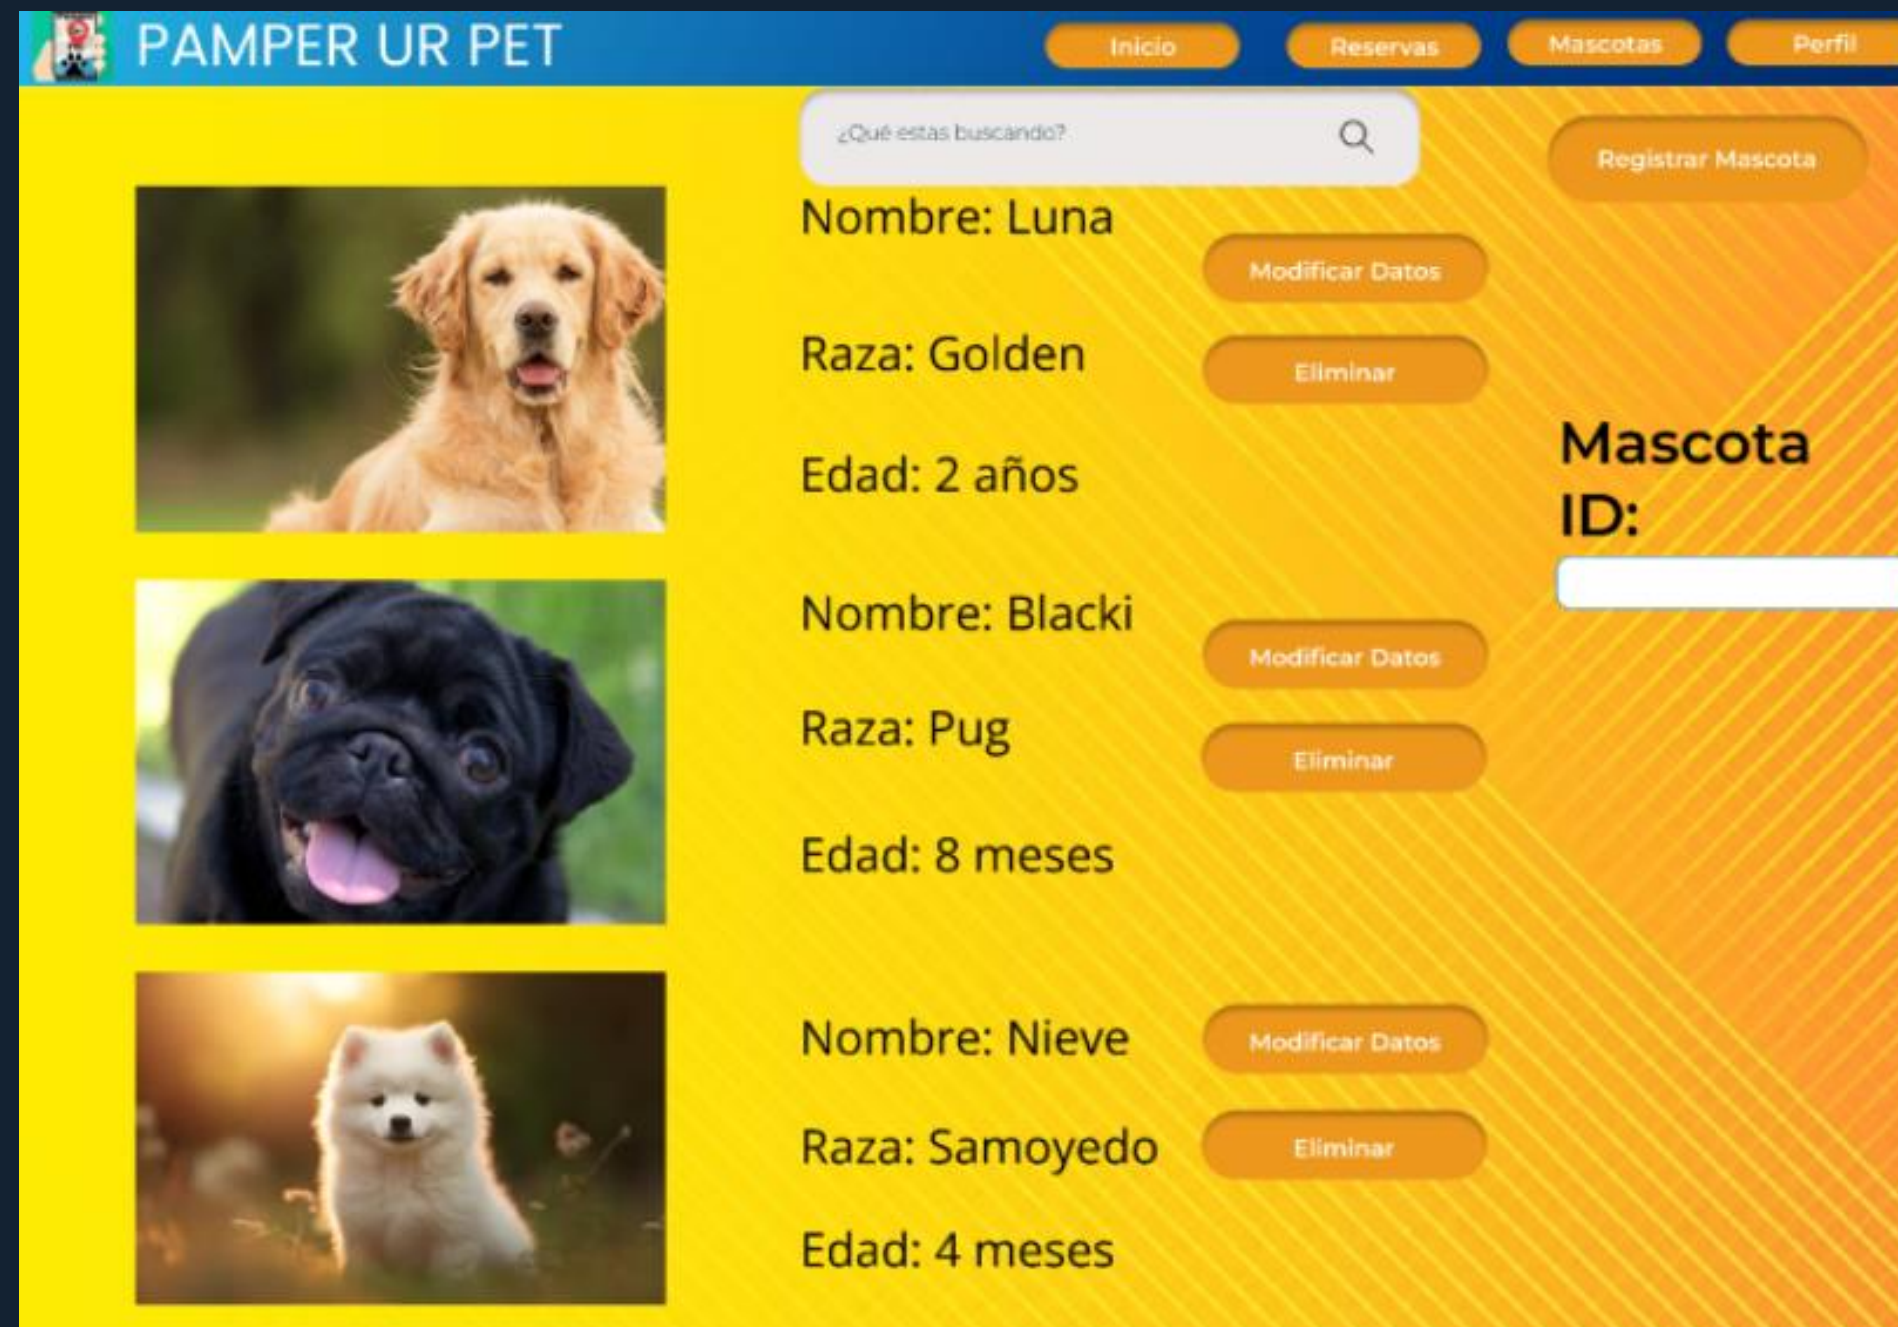 PAMPER UR PET
Inicio
Reservas
Mascotas
Perfil
¿Qué estas buscando?
Registrar Mascota
Nombre: Luna
Modificar Datos
Raza: Golden
Eliminar
Edad: 2 años
Mascota
ID:
Nombre: Blacki
Modificar Datos
Raza: Pug
Eliminar
Edad: 8 meses
Nombre: Nieve
Modificar Datos
Raza: Samoyedo
Eliminar
Edad: 4 meses